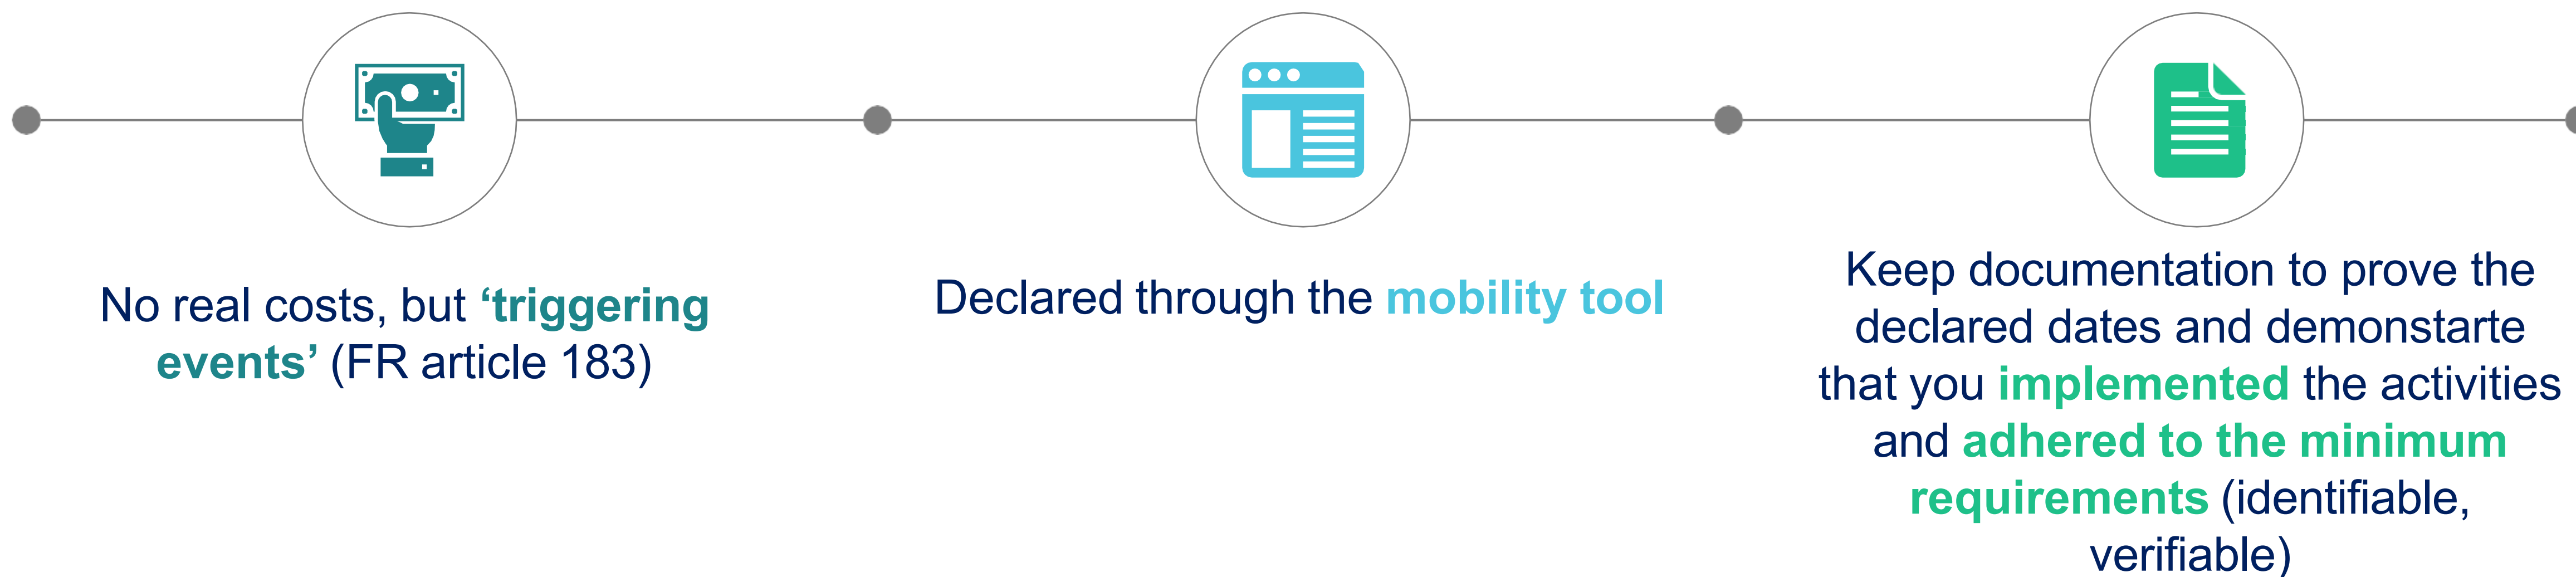 No real costs, but ‘triggering
events’ (FR article 183)
Declared through the mobility tool
Keep documentation to prove the
declared dates and demonstarte
that you implemented the activities
and adhered to the minimum
requirements (identifiable,
verifiable)